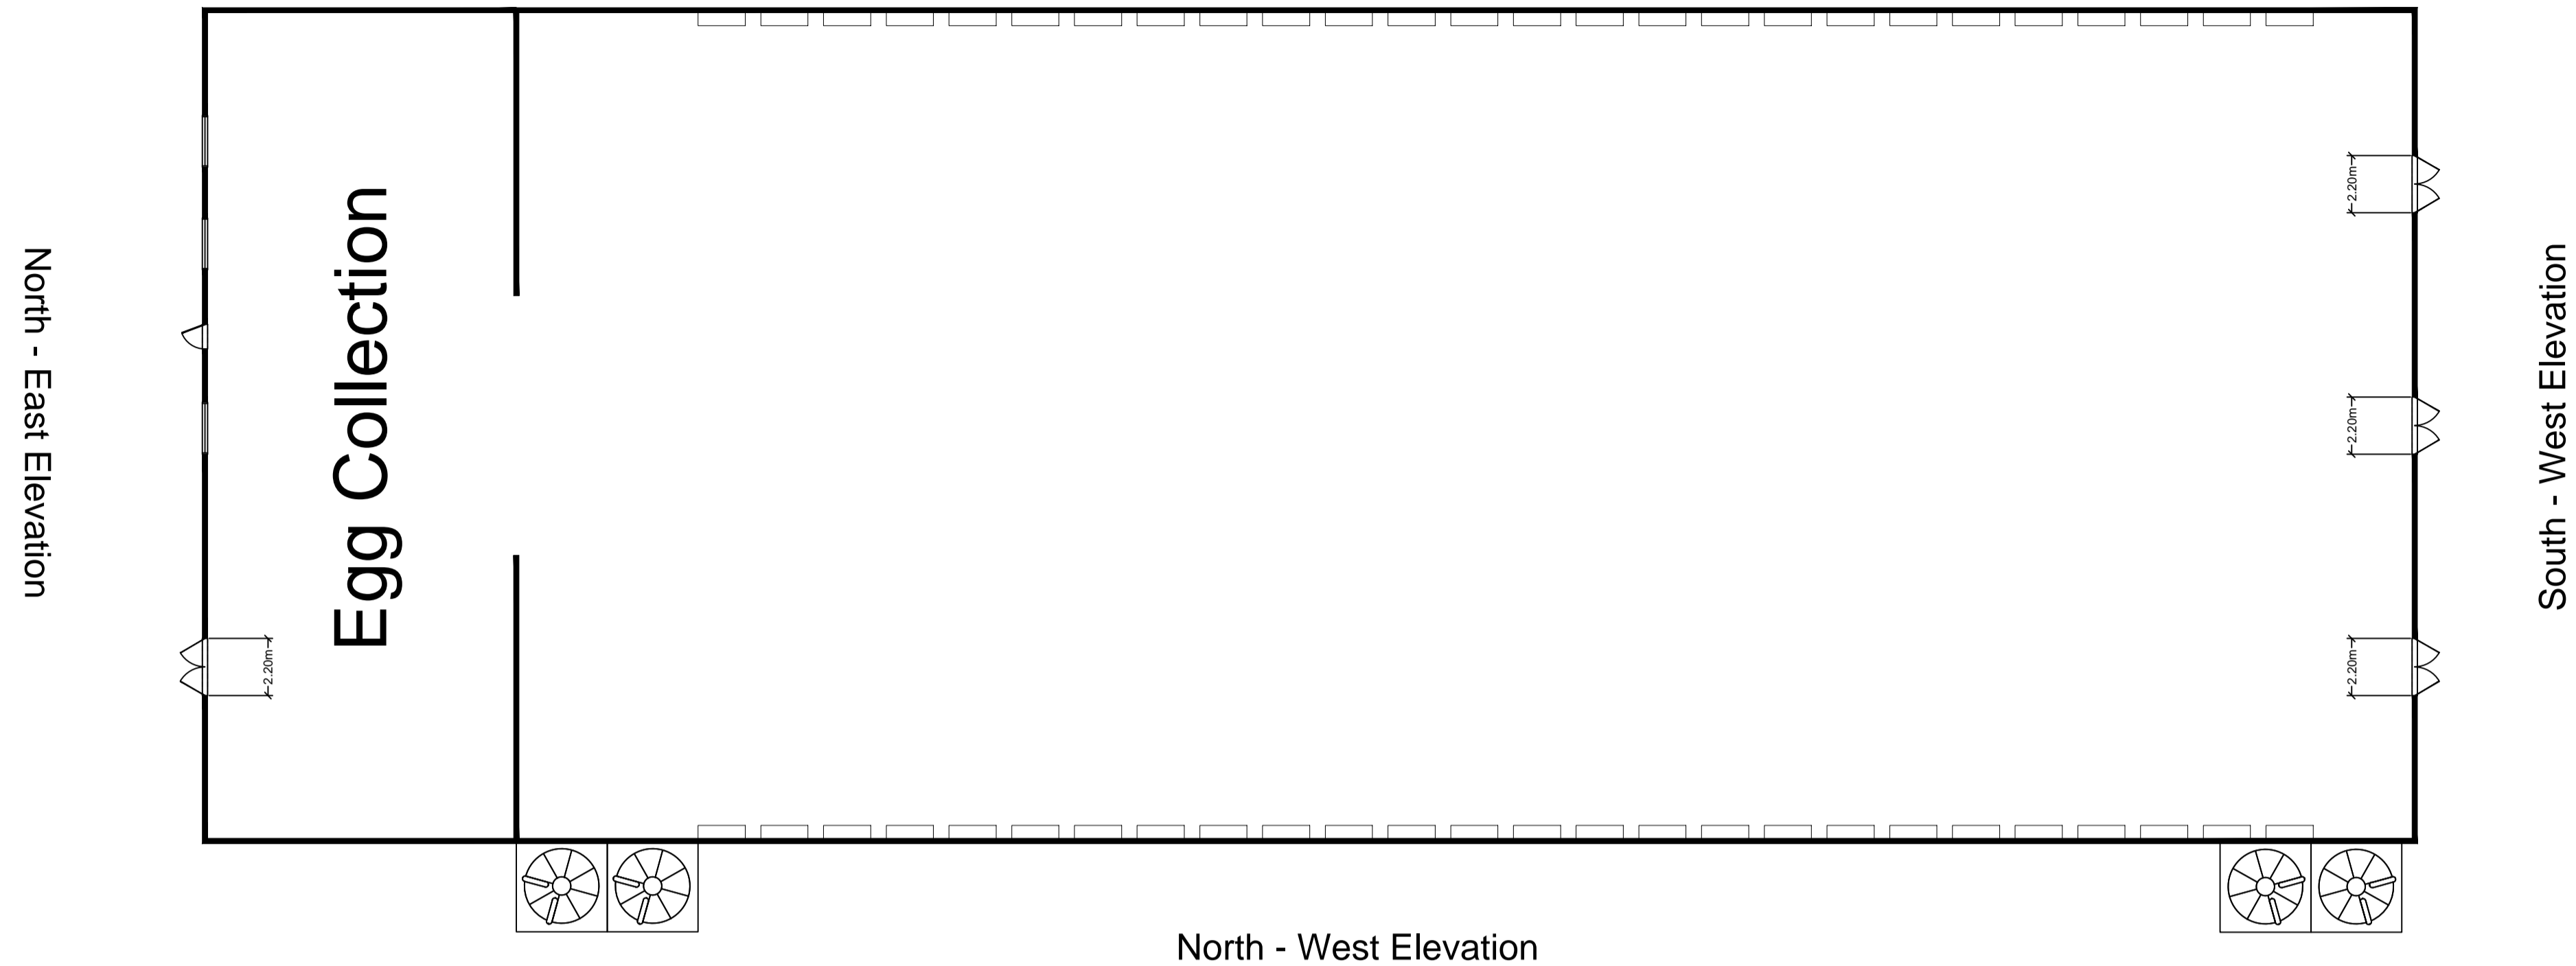 North - East Elevation
Egg Collection
2.20m
2.20m
2.20m
2.20m
South - West Elevation
North - West Elevation